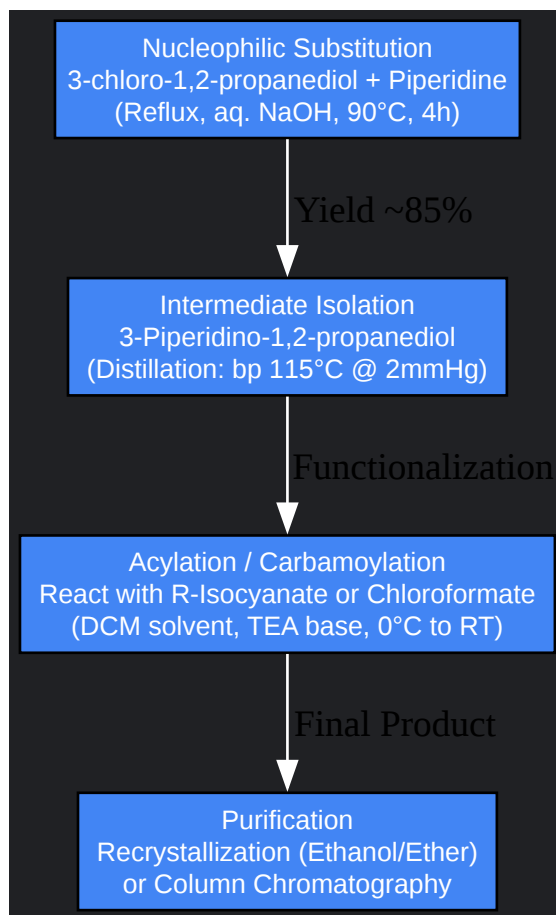 Nucleophilic Substitution
3-chloro-1,2-propanediol + Piperidine
(Reflux, aq. NaOH, 90°C, 4h)
Yield ~85%
Intermediate Isolation
3-Piperidino-1,2-propanediol
(Distillation: bp 115°C @ 2mmHg)
Functionalization
Acylation / Carbamoylation
React with R-Isocyanate or Chloroformate
(DCM solvent, TEA base, 0°C to RT)
Final Product
Purification
Recrystallization (Ethanol/Ether)
or Column Chromatography